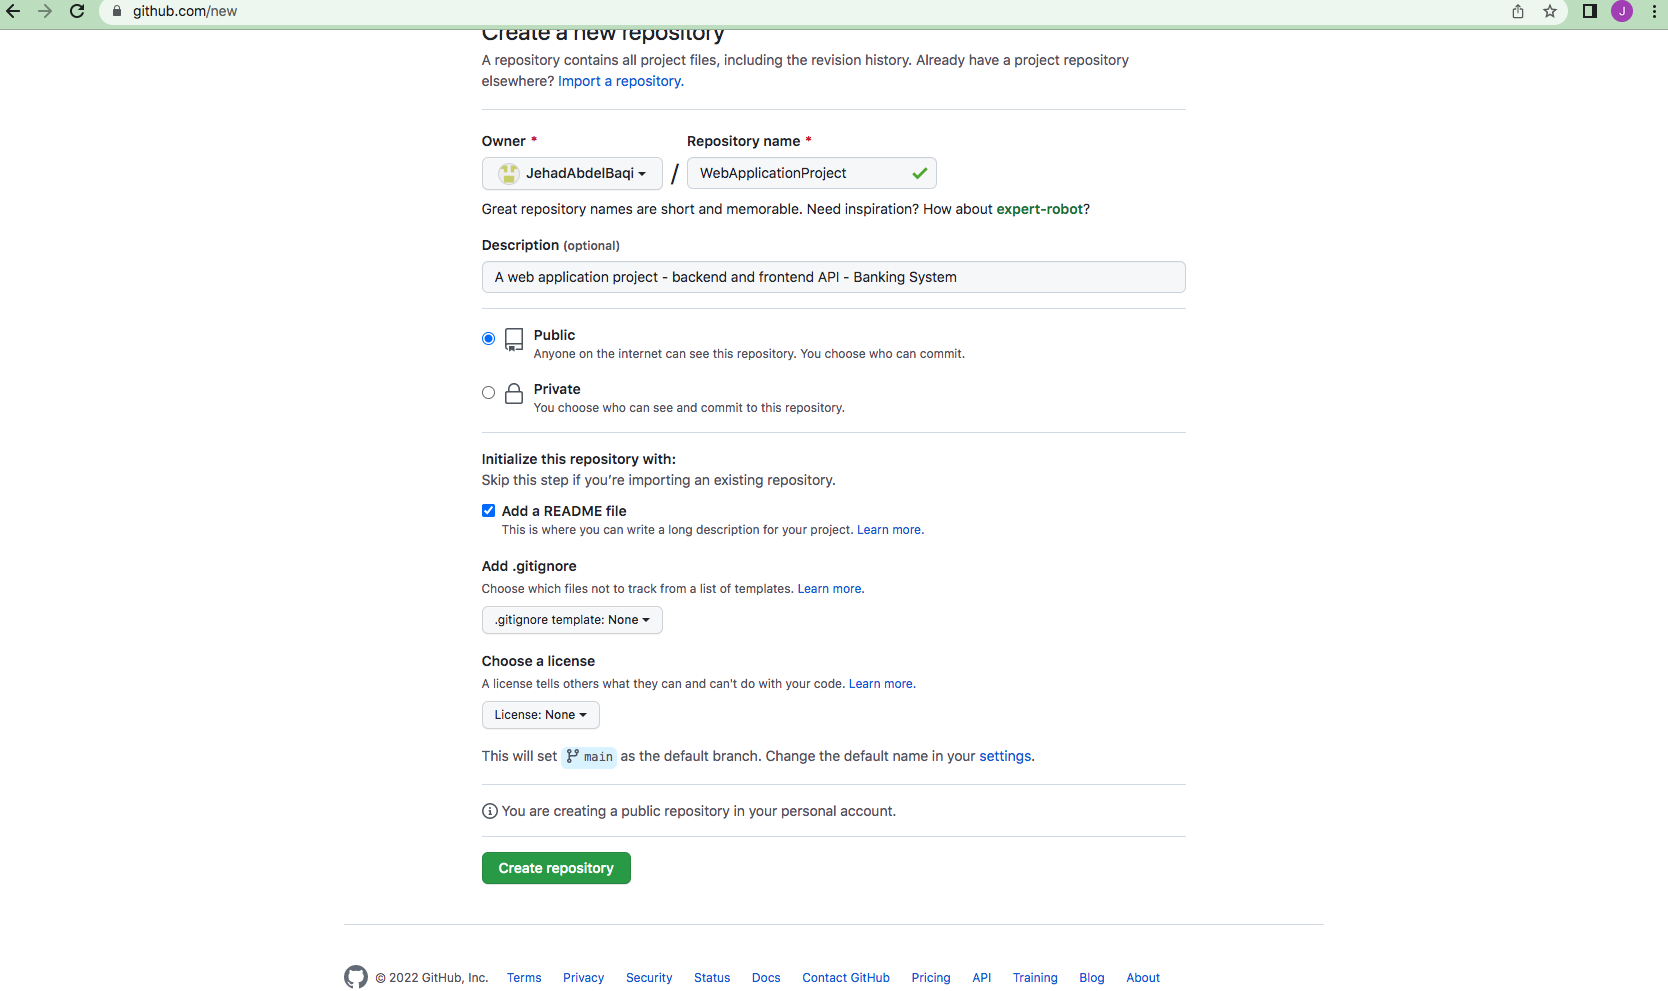 github.com/new
J
Create a new repository
A repository contains all project files, including the revision history. Already have a project repository
elsewhere? Import a repository.
Owner * Repository name *
JehadAbdelBaqi / WebApplicationProject
Great repository names are short and memorable. Need inspiration? How about expert-robot?
Description (optional)
A web application project - backend and frontend API - Banking System
Public
Anyone on the internet can see this repository. You choose who can commit.
Private
You choose who can see and commit to this repository.
Initialize this repository with:
Skip this step if you’re importing an existing repository.
Add a README file
This is where you can write a long description for your project. Learn more.
Add .gitignore
Choose which files not to track from a list of templates. Learn more.
.gitignore template: None
Choose a license
A license tells others what they can and can't do with your code. Learn more.
License: None
This will set main as the default branch. Change the default name in your settings.
You are creating a public repository in your personal account.
Create repository
© 2022 GitHub, Inc. Terms Privacy Security Status Docs Contact GitHub Pricing API Training Blog About